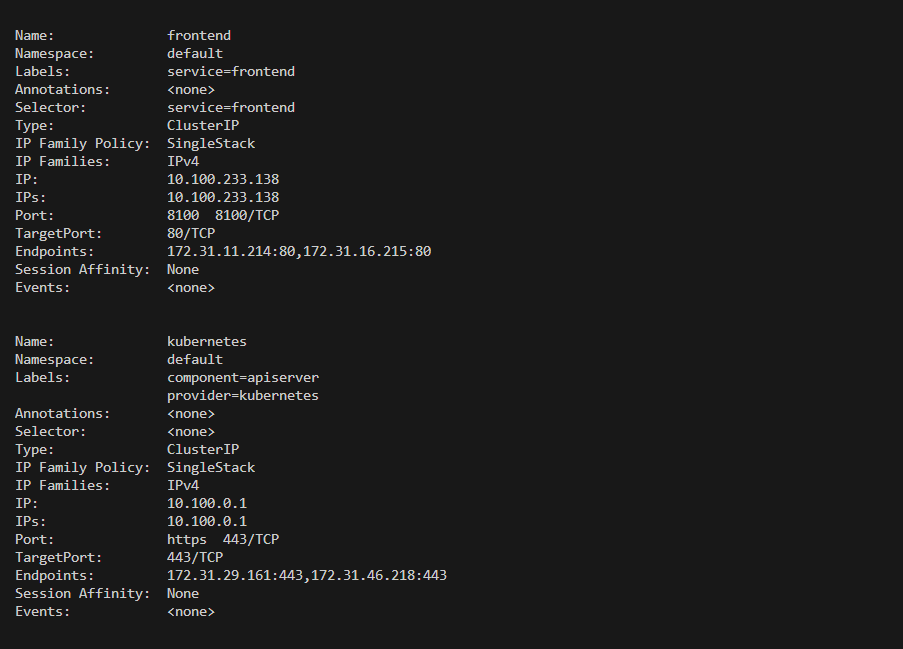 Name:              frontend
Namespace:         default
Labels:            service=frontend
Annotations:       <none>
Selector:          service=frontend
Type:              ClusterIP
IP Family Policy:  SingleStack
IP Families:       IPv4
IP:                10.100.233.138
IPs:               10.100.233.138
Port:              8100  8100/TCP
TargetPort:        80/TCP
Endpoints:         172.31.11.214:80,172.31.16.215:80
Session Affinity:  None
Events:            <none>

Name:              kubernetes
Namespace:         default
Labels:            component=apiserver
                   provider=kubernetes
Annotations:       <none>
Selector:          <none>
Type:              ClusterIP
IP Family Policy:  SingleStack
IP Families:       IPv4
IP:                10.100.0.1
IPs:               10.100.0.1
Port:              https  443/TCP
TargetPort:        443/TCP
Endpoints:         172.31.29.161:443,172.31.46.218:443
Session Affinity:  None
Events:            <none>